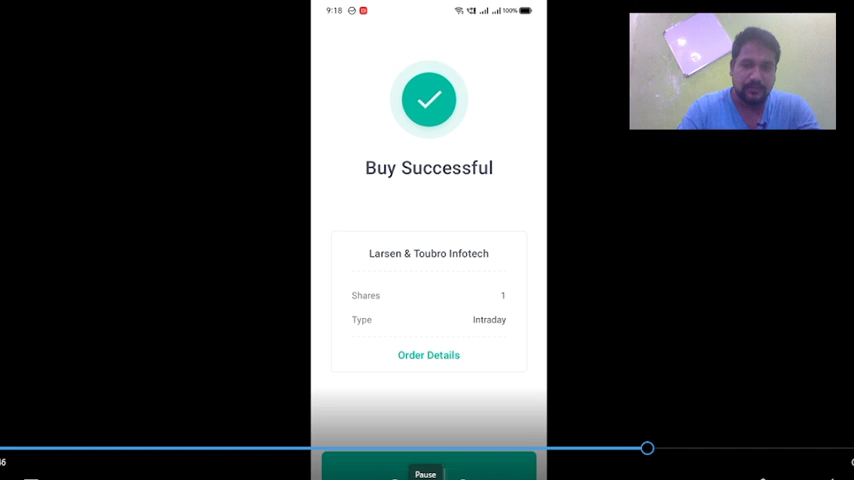 9:18
100%
Buy Successful
Larsen & Toubro Infotech
Shares 1
Type Intraday
Order Details
Pause